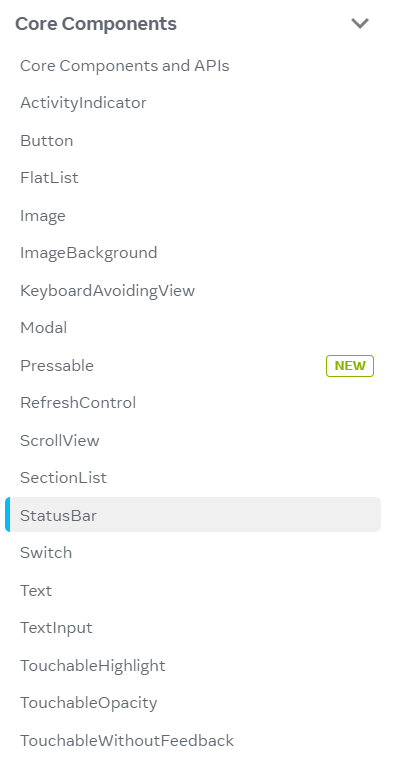 Core Components
Core Components and APIs
ActivityIndicator
Button
FlatList
Image
ImageBackground
KeyboardAvoidingView
Modal
Pressable NEW
RefreshControl
ScrollView
SectionList
StatusBar
Switch
Text
TextInput
TouchableHighlight
TouchableOpacity
TouchableWithoutFeedback